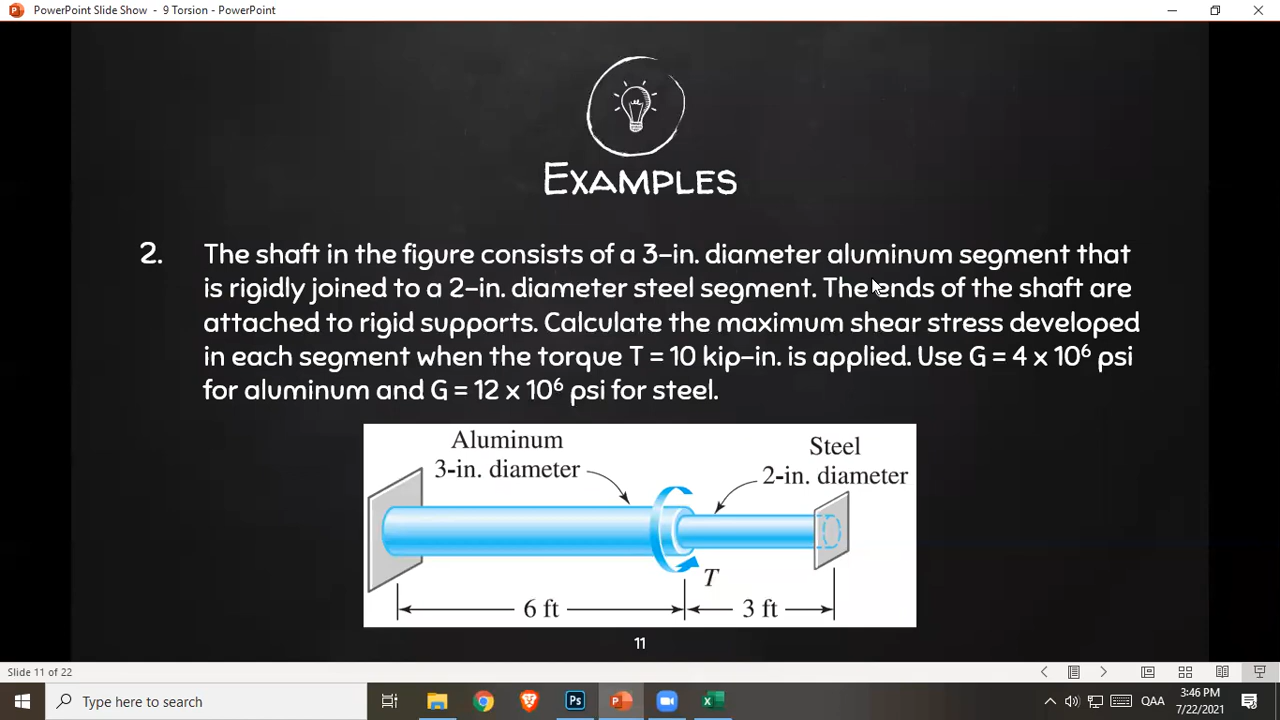 PowerPoint Slide Show - 9 Torsion - PowerPoint
EXAMPLES
2. The shaft in the figure consists of a 3-in. diameter aluminum segment that
is rigidly joined to a 2-in. diameter steel segment. The ends of the shaft are
attached to rigid supports. Calculate the maximum shear stress developed
in each segment when the torque T = 10 kip-in. is applied. Use G = 4 x 10⁶ psi
for aluminum and G = 12 x 10⁶ psi for steel.
Aluminum
3-in. diameter
Steel
2-in. diameter
T
6 ft
3 ft
11
Slide 11 of 22
Type here to search
Ps
QAA
3:46 PM
7/22/2021